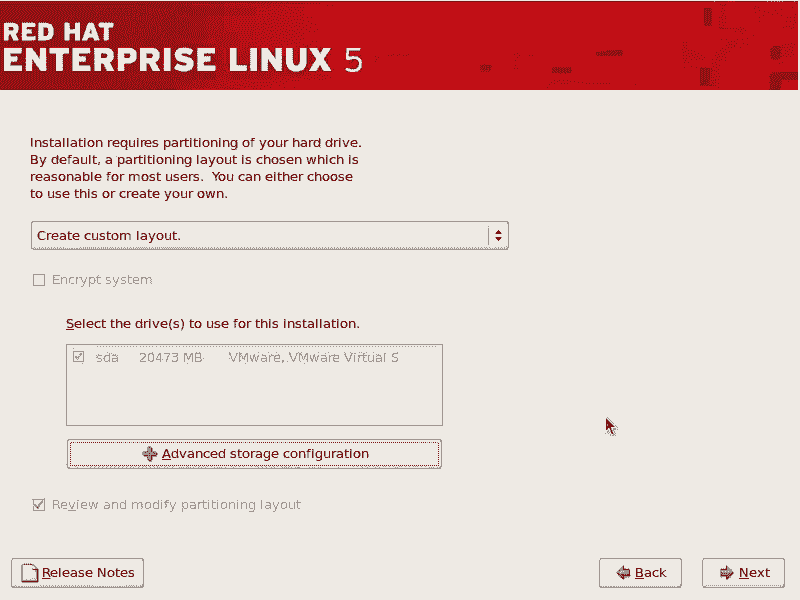 RED HAT
ENTERPRISE LINUX 5
Installation requires partitioning of your hard drive.
By default, a partitioning layout is chosen which is
reasonable for most users.  You can either choose
to use this or create your own.
Create custom layout.
Encrypt system
Select the drive(s) to use for this installation.
sda 20473 MB VMware, VMware Virtual S
Advanced storage configuration
Review and modify partitioning layout
Release Notes Back Next